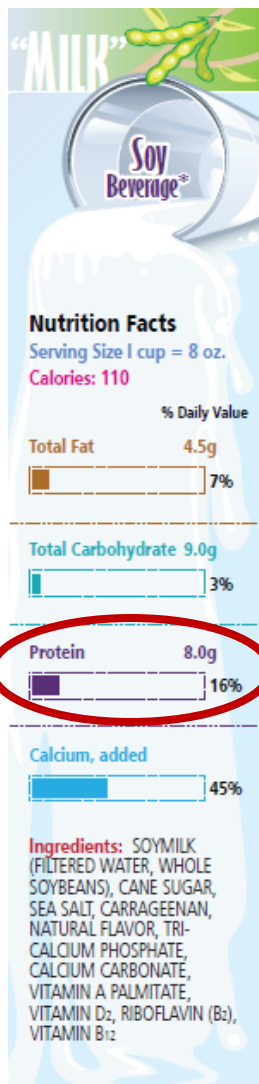 "MILK"
Soy
Beverage*
Nutrition Facts
Serving Size I cup = 8 oz.
Calories: 110
% Daily Value
Total Fat 4.5g
7%
Total Carbohydrate 9.0g
3%
Protein 8.0g
16%
Calcium, added
45%
Ingredients: SOYMILK
(FILTERED WATER, WHOLE
SOYBEANS), CANE SUGAR,
SEA SALT, CARRAGEENAN,
NATURAL FLAVOR, TRI-
CALCIUM PHOSPHATE,
CALCIUM CARBONATE,
VITAMIN A PALMITATE,
VITAMIN D2, RIBOFLAVIN (B2),
VITAMIN B12